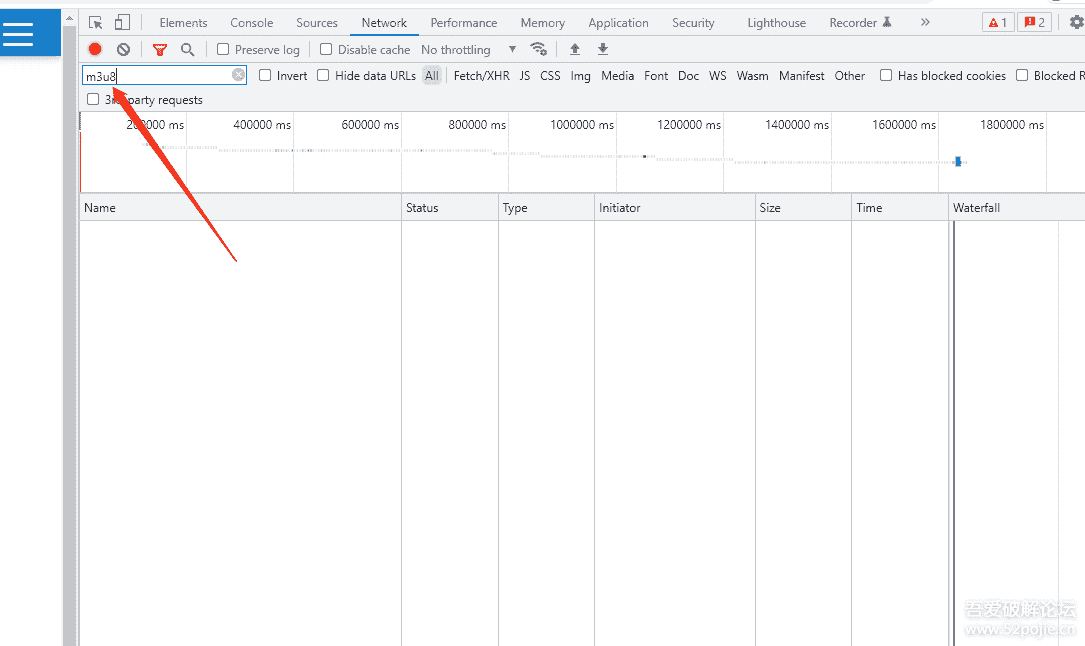 Elements Console Sources Network Performance Memory Application Security Lighthouse Recorder 1 2
Preserve log Disable cache No throttling
m3u8 Invert Hide data URLs All Fetch/XHR JS CSS Img Media Font Doc WS Wasm Manifest Other Has blocked cookies Blocked R
party requests
200000 ms 400000 ms 600000 ms 800000 ms 1000000 ms 1200000 ms 1400000 ms 1600000 ms 1800000 ms
Name Status Type Initiator Size Time Waterfall
吾爱破解论坛
www.52pojie.cn